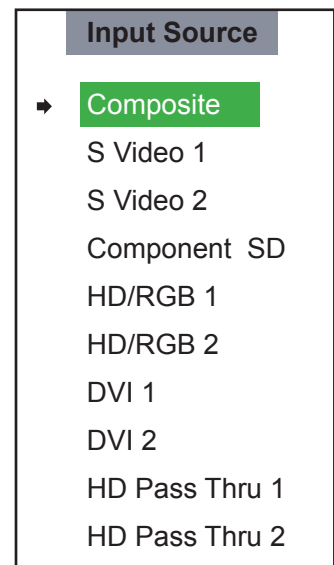 Input Source
Composite
S Video 1
S Video 2
Component SD
HD/RGB 1
HD/RGB 2
DVI 1
DVI 2
HD Pass Thru 1
HD Pass Thru 2